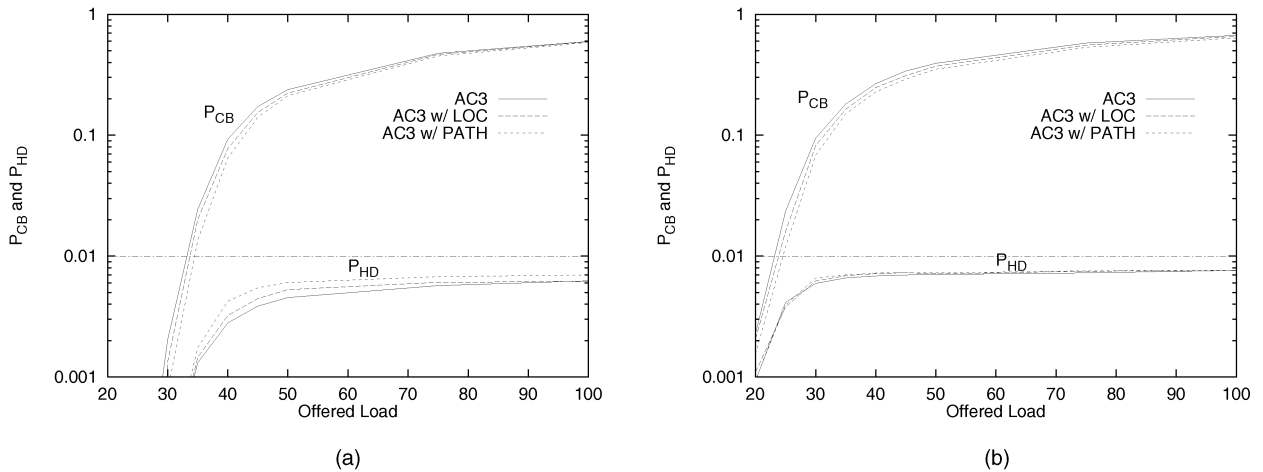 1
0.1
0.01
0.001
P_CB and P_HD
P_CB
AC3
AC3 w/ LOC
AC3 w/ PATH
P_HD
20 30 40 50 60 70 80 90 100
Offered Load
(a)
1
0.1
0.01
0.001
P_CB and P_HD
P_CB
AC3
AC3 w/ LOC
AC3 w/ PATH
P_HD
20 30 40 50 60 70 80 90 100
Offered Load
(b)